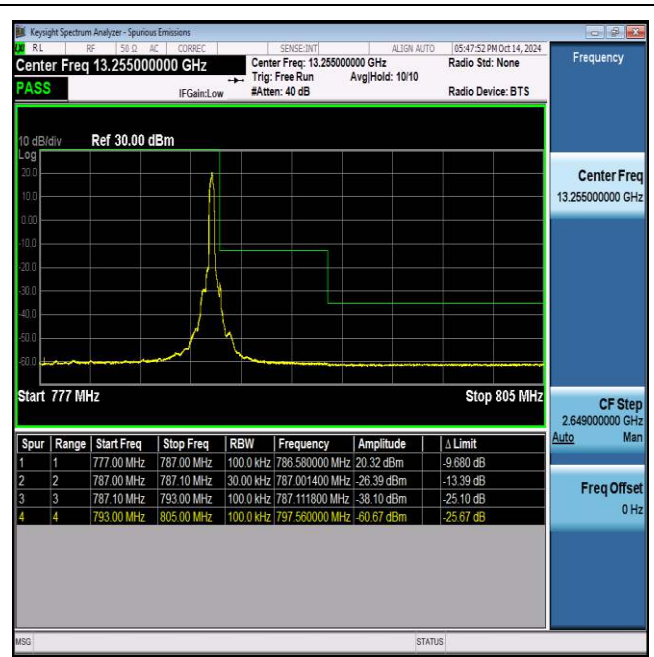 Keysight Spectrum Analyzer - Spurious Emissions
RL RF 50 Ω AC CORREC SENSE:INT ALIGN AUTO 05:47:52 PM Oct 14, 2024
Center Freq 13.255000000 GHz
Center Freq: 13.255000000 GHz
Radio Std: None
Trig: Free Run Avg|Hold: 10/10
PASS
IFGain:Low
#Atten: 40 dB
Radio Device: BTS
10 dB/div Ref 30.00 dBm
Log
20.0
10.0
0.00
-10.0
-20.0
-30.0
-40.0
-50.0
-60.0
Start 777 MHz Stop 805 MHz
Spur Range Start Freq Stop Freq RBW Frequency Amplitude Δ Limit
1 1 777.00 MHz 787.00 MHz 100.0 kHz 786.580000 MHz 20.32 dBm -9.680 dB
2 2 787.00 MHz 787.10 MHz 30.00 kHz 787.001400 MHz -26.39 dBm -13.39 dB
3 3 787.10 MHz 793.00 MHz 100.0 kHz 787.111800 MHz -38.10 dBm -25.10 dB
4 4 793.00 MHz 805.00 MHz 100.0 kHz 797.560000 MHz -60.67 dBm -25.67 dB
MSG STATUS
Frequency
Center Freq
13.255000000 GHz
CF Step
2.649000000 GHz
Auto Man
Freq Offset
0 Hz